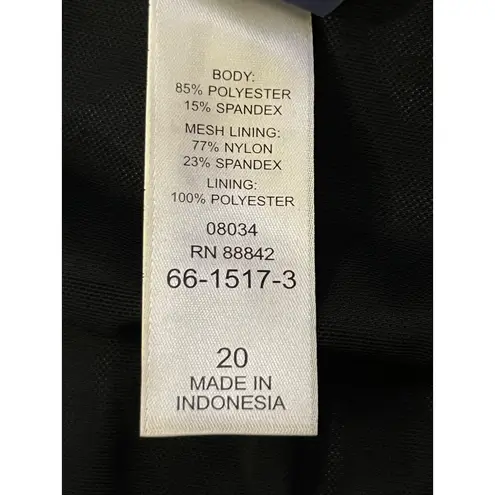 BODY:
85% POLYESTER
15% SPANDEX
MESH LINING:
77% NYLON
23% SPANDEX
LINING:
100% POLYESTER
08034
RN 88842
66-1517-3
20
MADE IN
INDONESIA